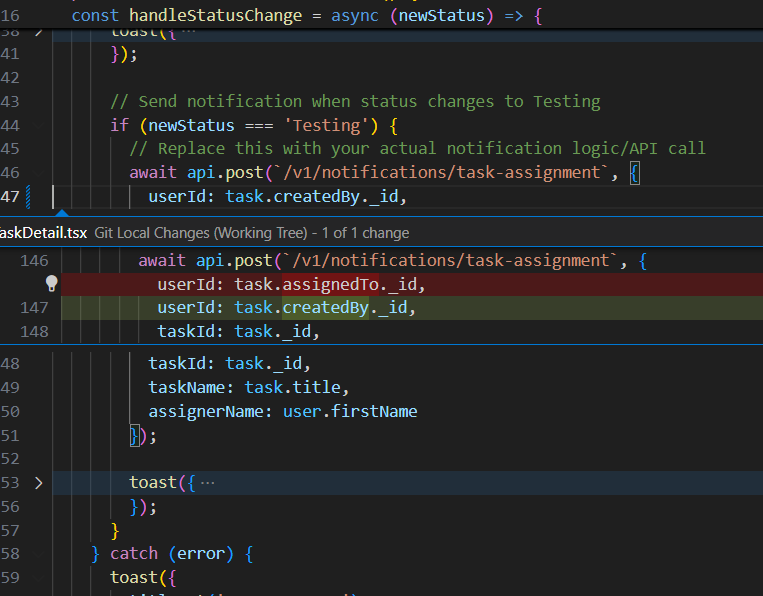 16 const handleStatusChange = async (newStatus) => {
38 toast({ ···
41 });
42
43 // Send notification when status changes to Testing
44 if (newStatus === 'Testing') {
45 // Replace this with your actual notification logic/API call
46 await api.post(`/v1/notifications/task-assignment`, {
47 userId: task.createdBy._id,
TaskDetail.tsx Git Local Changes (Working Tree) - 1 of 1 change
146 await api.post(`/v1/notifications/task-assignment`, {
userId: task.assignedTo._id,
147 userId: task.createdBy._id,
148 taskId: task._id,
48 taskId: task._id,
49 taskName: task.title,
50 assignerName: user.firstName
51 });
52
53 toast({ ···
56 });
57 }
58 } catch (error) {
59 toast({